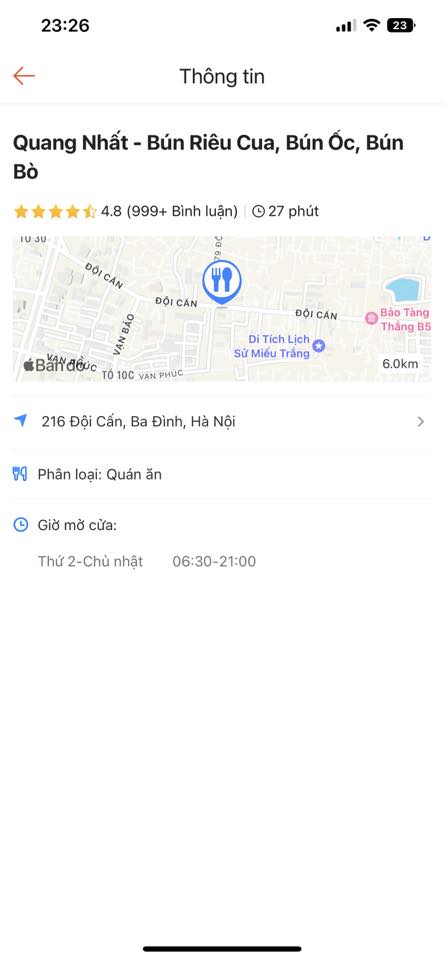 23:26
23
Thông tin
Quang Nhất - Bún Riêu Cua, Bún Ốc, Bún
Bò
4.8 (999+ Bình luận)
27 phút
ĐỘI CẤN
ĐỘI CẤN
ĐỘI CẤN
VẠN BẢO
Bảo Tàng
Thắng B5
Di Tích Lịch
Sử Miếu Trắng
Bản đồ
VẠN PHÚC
TỔ 10C
VẠN PHÚC
6.0km
216 Đội Cấn, Ba Đình, Hà Nội
Phân loại: Quán ăn
Giờ mở cửa:
Thứ 2-Chủ nhật 06:30-21:00